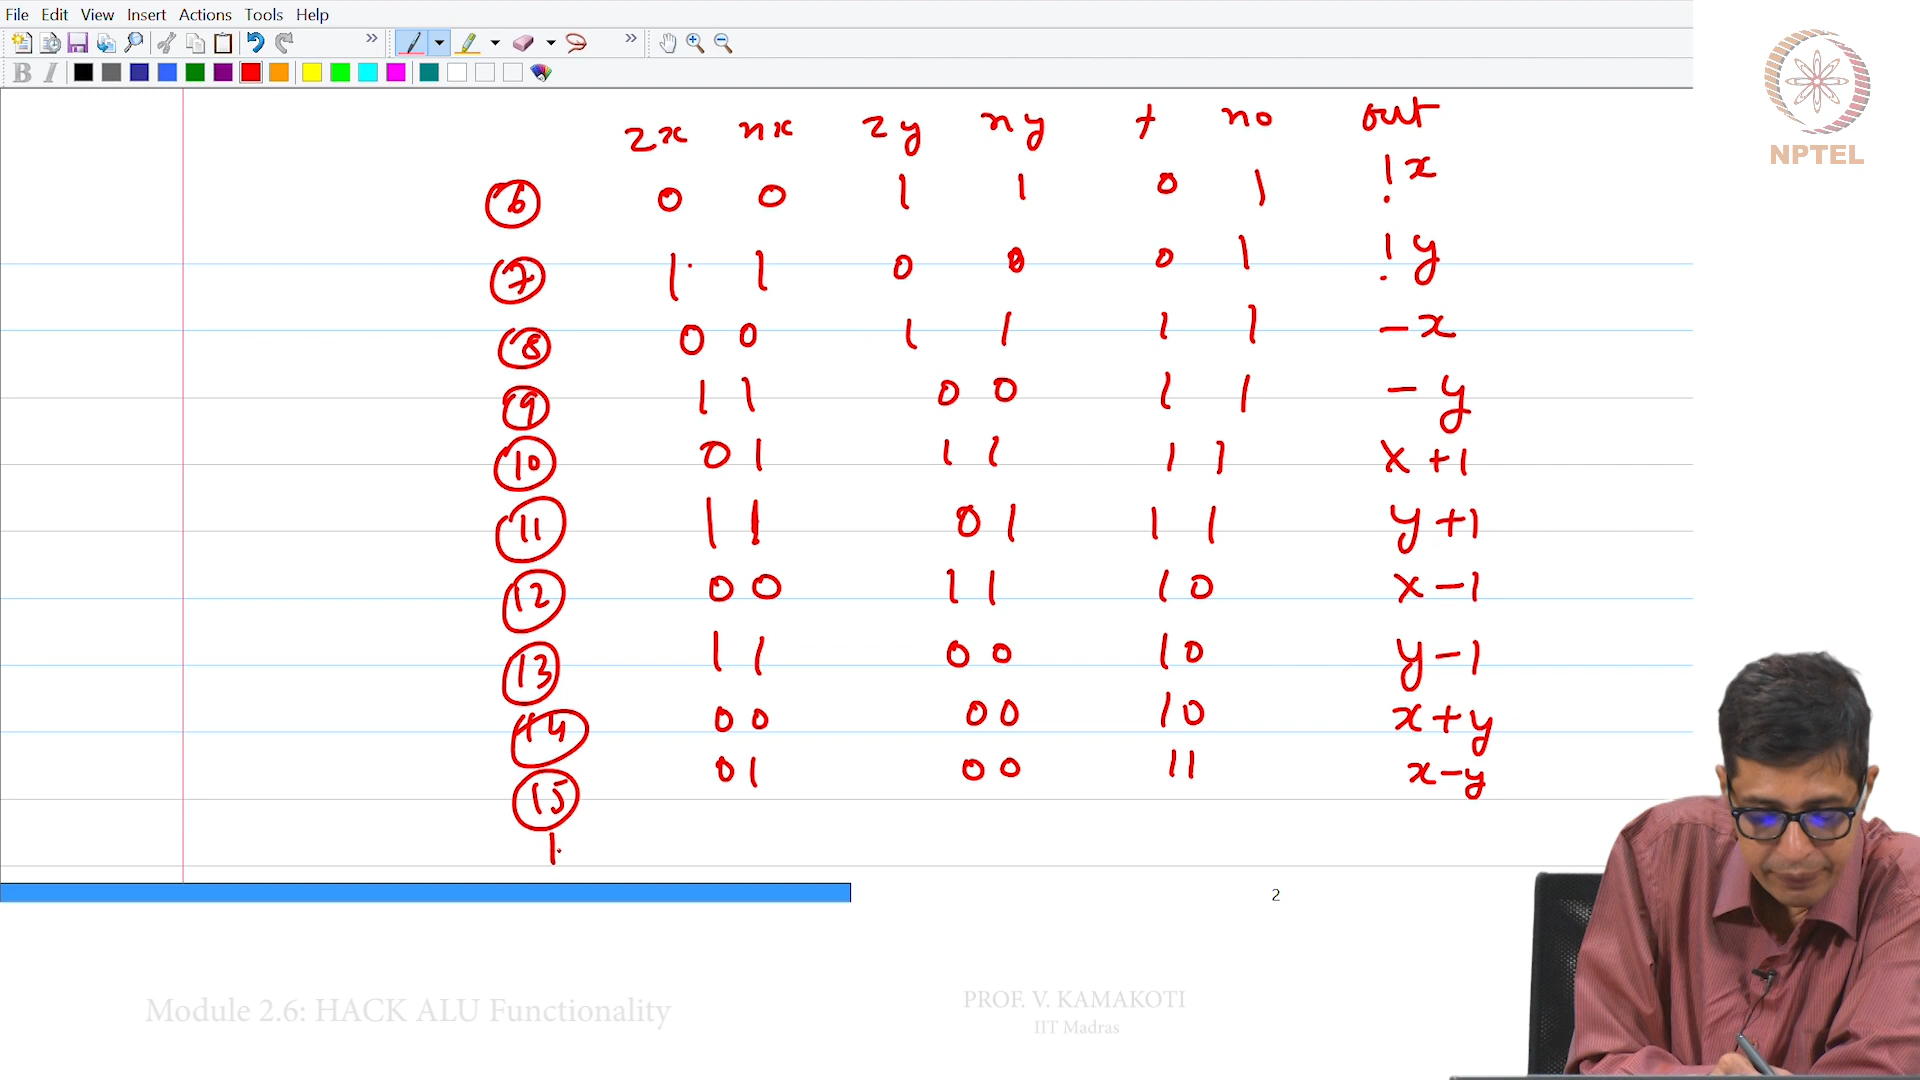 File Edit View Insert Actions Tools Help
B I
NPTEL
zx nx zy ny f no out
6 0 0 1 1 0 1 !x
7 1 1 0 0 0 1 !y
8 0 0 1 1 1 1 -x
9 1 1 0 0 1 1 -y
10 0 1 1 1 1 1 x+1
11 1 1 0 1 1 1 y+1
12 0 0 1 1 1 0 x-1
13 1 1 0 0 1 0 y-1
14 0 0 0 0 1 0 x+y
15 0 1 0 0 1 1 x-y
1
2
Module 2.6: HACK ALU Functionality
PROF. V. KAMAKOTI
IIT Madras